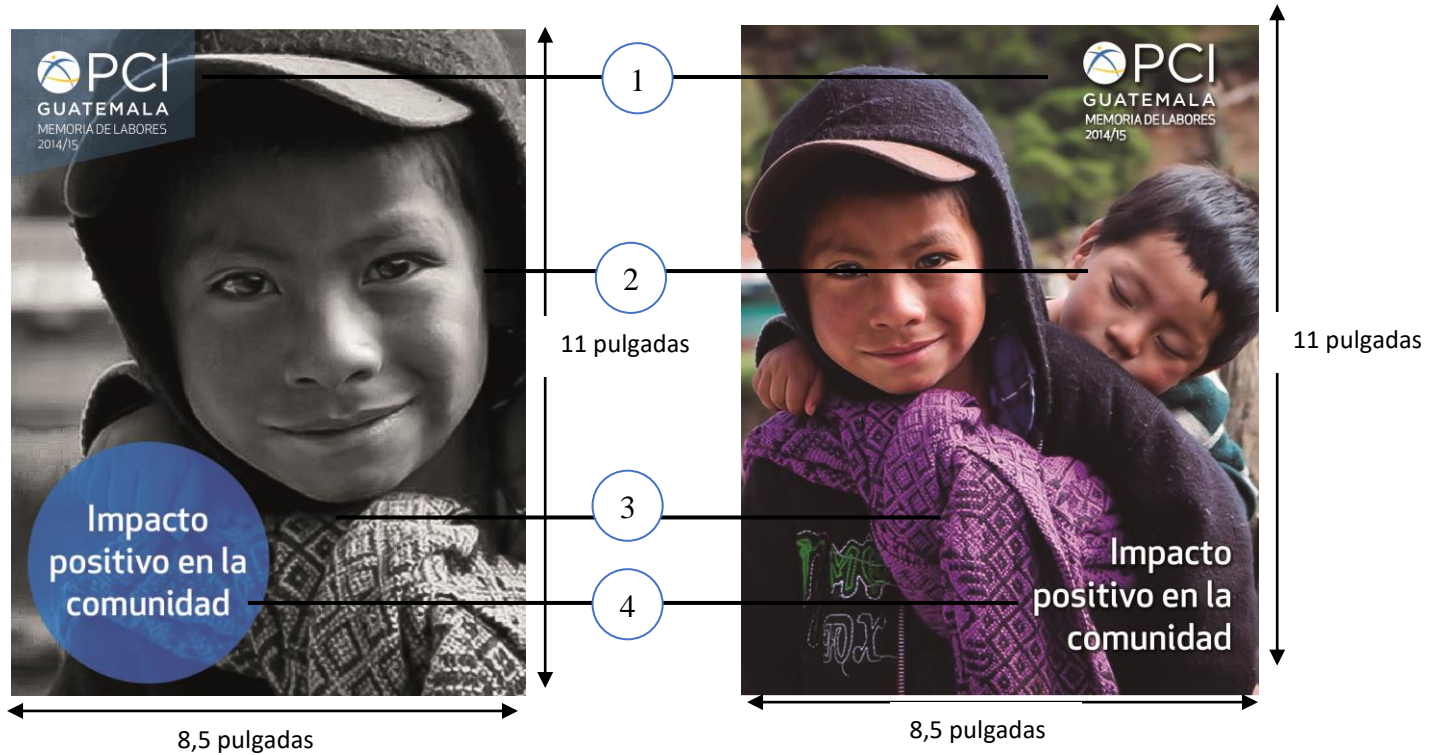 PCI
GUATEMALA
MEMORIA DE LABORES
2014/15
Impacto
positivo en la
comunidad
11 pulgadas
8,5 pulgadas
1
2
3
4
PCI
GUATEMALA
MEMORIA DE LABORES
2014/15
Impacto
positivo en la
comunidad
11 pulgadas
8,5 pulgadas